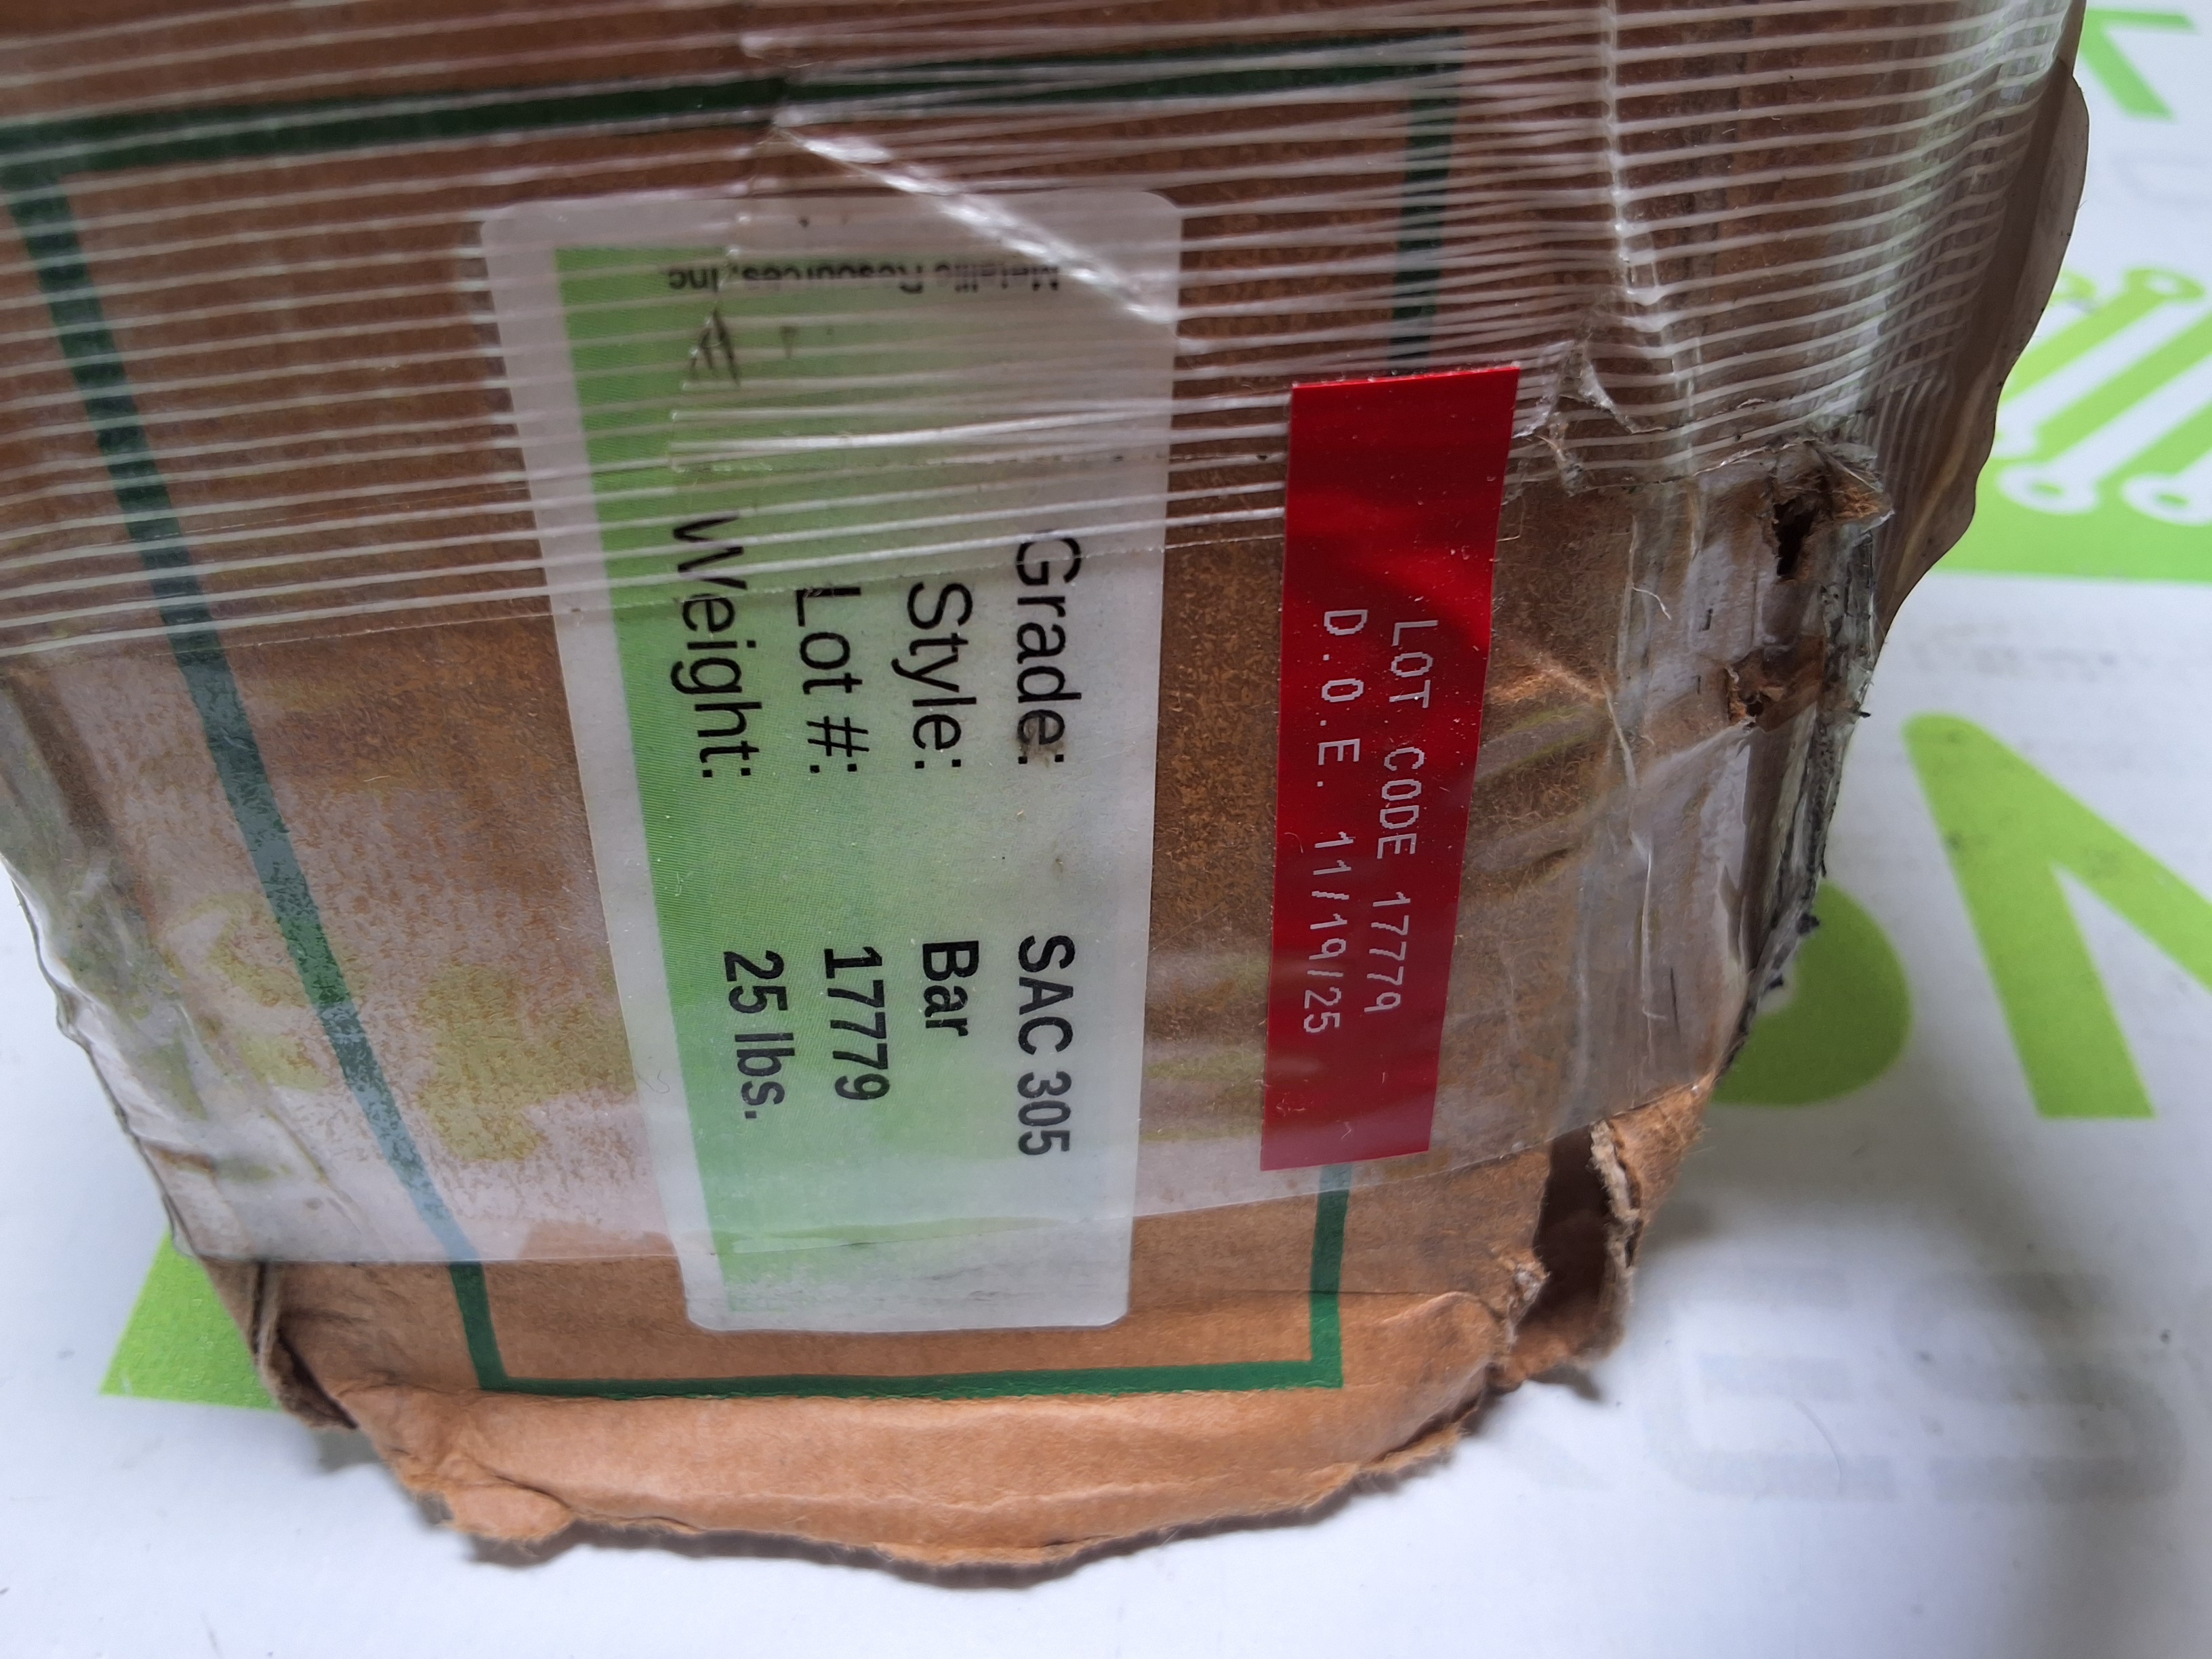 Metallic Resources, Inc
Grade: SAC 305
Style: Bar
Lot #: 17779
Weight: 25 lbs.
LOT CODE 17779
D.O.E. 11/19/25